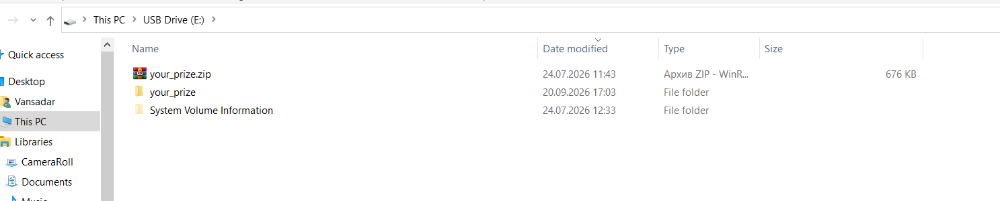 This PC > USB Drive (E:) >
Name Date modified Type Size
Quick access
your_prize.zip 24.07.2026 11:43 Архив ZIP - WinR... 676 KB
Desktop
your_prize 20.09.2026 17:03 File folder
Vansadar
System Volume Information 24.07.2026 12:33 File folder
This PC
Libraries
CameraRoll
Documents
Music